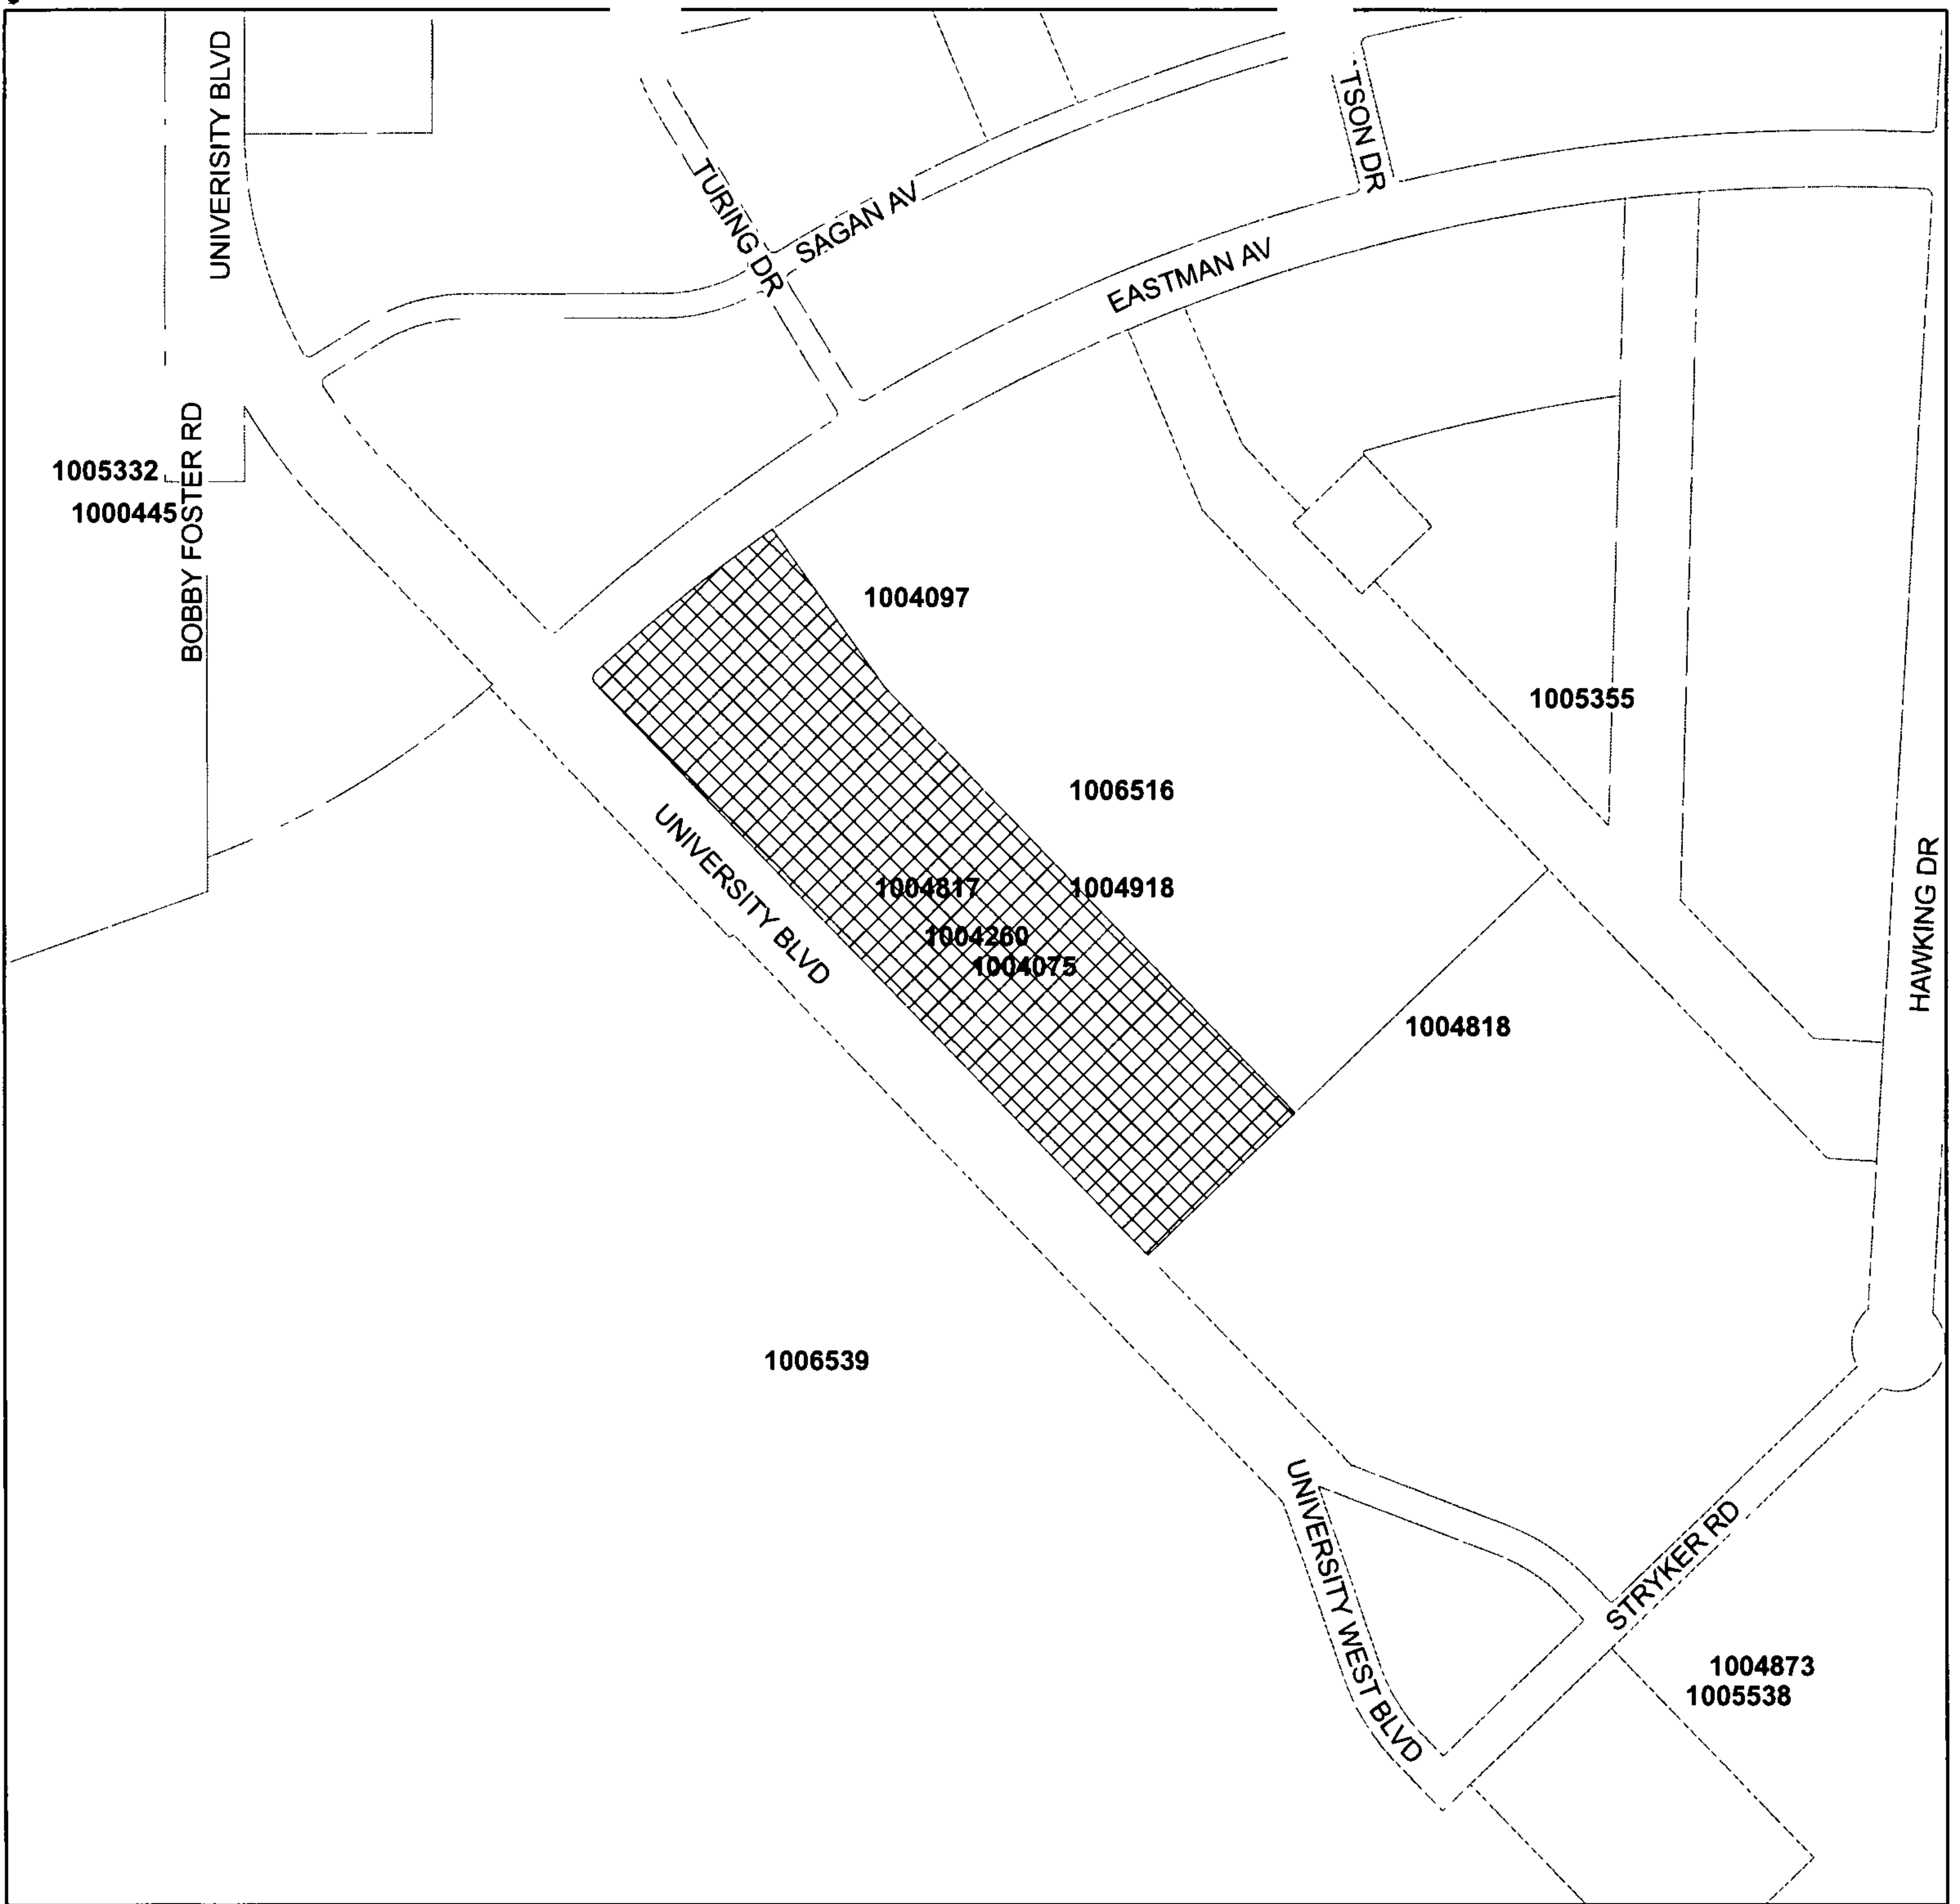 UNIVERISITY BLVD
TSON DR
TURING DR
SAGAN AV
EASTMAN AV
BOBBY FOSTER RD
1005332
1000445
1004097
1005355
1006516
UNIVERSITY BLVD
1004817
1004918
1004260
1004075
HAWKING DR
1004818
1006539
UNIVERSITY WEST BLVD
STRYKER RD
1004873
1005538